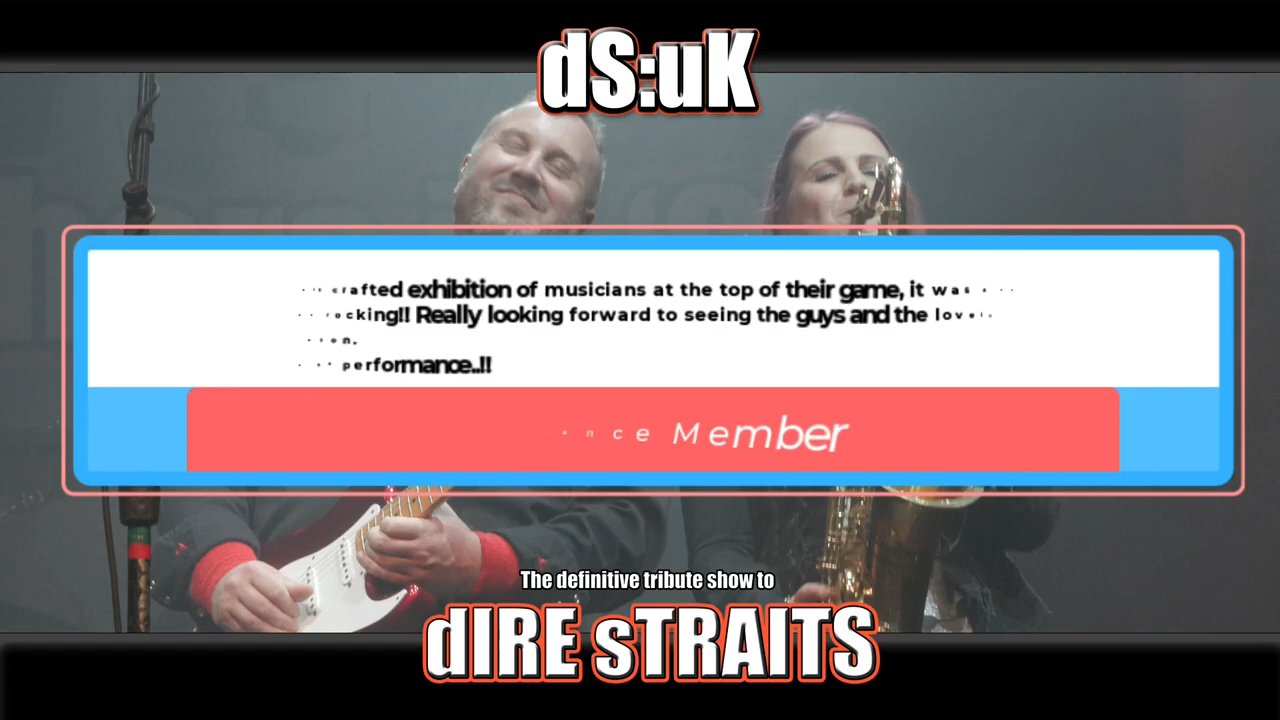 dS:uK
crafted exhibition of musicians at the top of their game, it was
rocking!! Really looking forward to seeing the guys and the
performance..!!
Member
The definitive tribute show to
dIRE sTRAITS